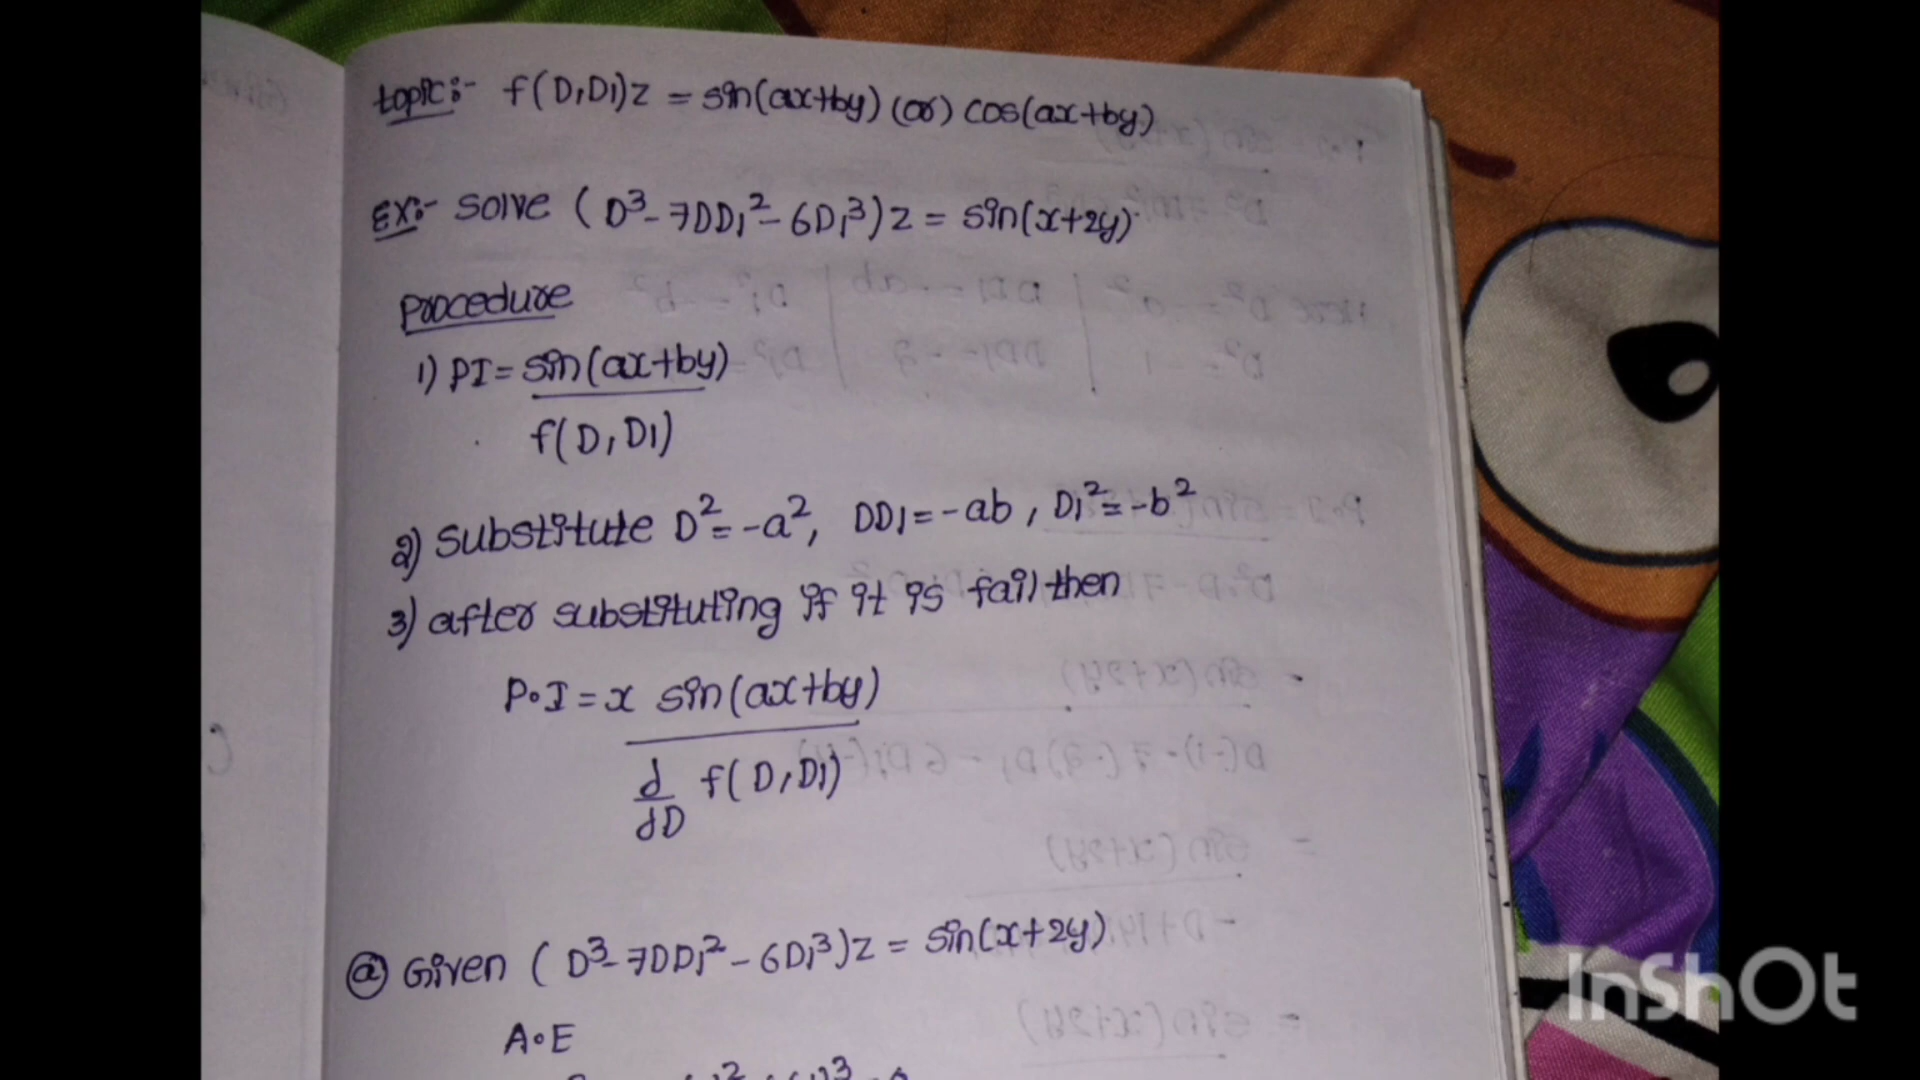 topic:- f(D,D1)z = sin(ax+by) (or) cos(ax+by)
Ex:- solve (D³-7DD1²-6D1³)z = sin(x+2y).
Procedure
1) PI = sin(ax+by)
f(D,D1)
2) substitute D²=-a², DD1=-ab, D1²=-b²
3) after substituting if it is fail then
P.I = x sin(ax+by)
d/dD f(D,D1)
@ Given (D³-7DD1²-6D1³)z = sin(x+2y).
A.E
InShOt